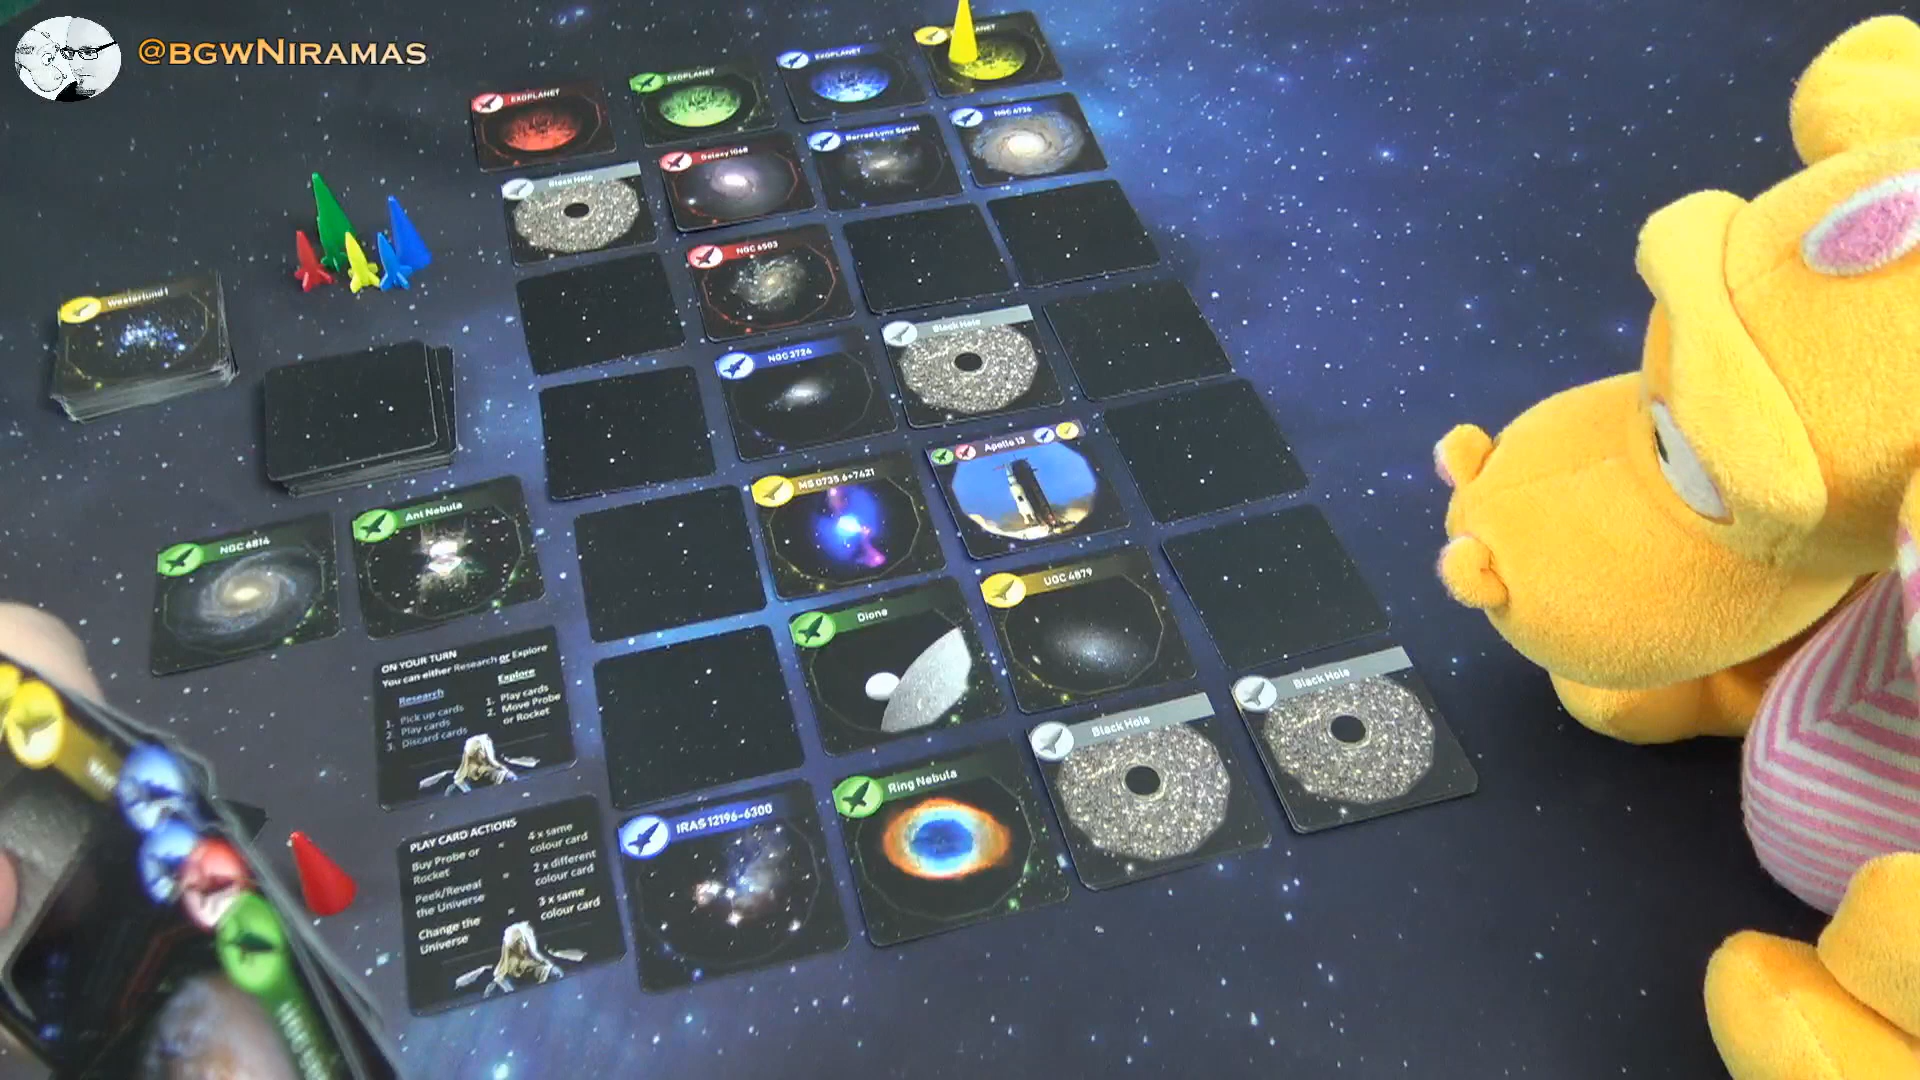 @BGWNIRAMAS
EXOPLANET
EXOPLANET
EXOPLANET
Black Hole
Galaxy 1068
Barred Lynx Spiral
NGC 6503
Westerlund 1
NGC 2726
Black Hole
Apollo 13
MS 0735.6+7421
NGC 6814
Ant Nebula
UGC 4879
Dione
ON YOUR TURN
You can either Research or Explore
Research
1. Pick up cards
2. Play cards
3. Discard cards
Explore
1. Play cards
2. Move Probe
or Rocket
Black Hole
Black Hole
Ring Nebula
IRAS 12196-6300
PLAY CARD ACTIONS
Buy Probe or Rocket = 4 x same colour card
Peek/Reveal the Universe = 2 x different colour card
Change the Universe = 3 x same colour card